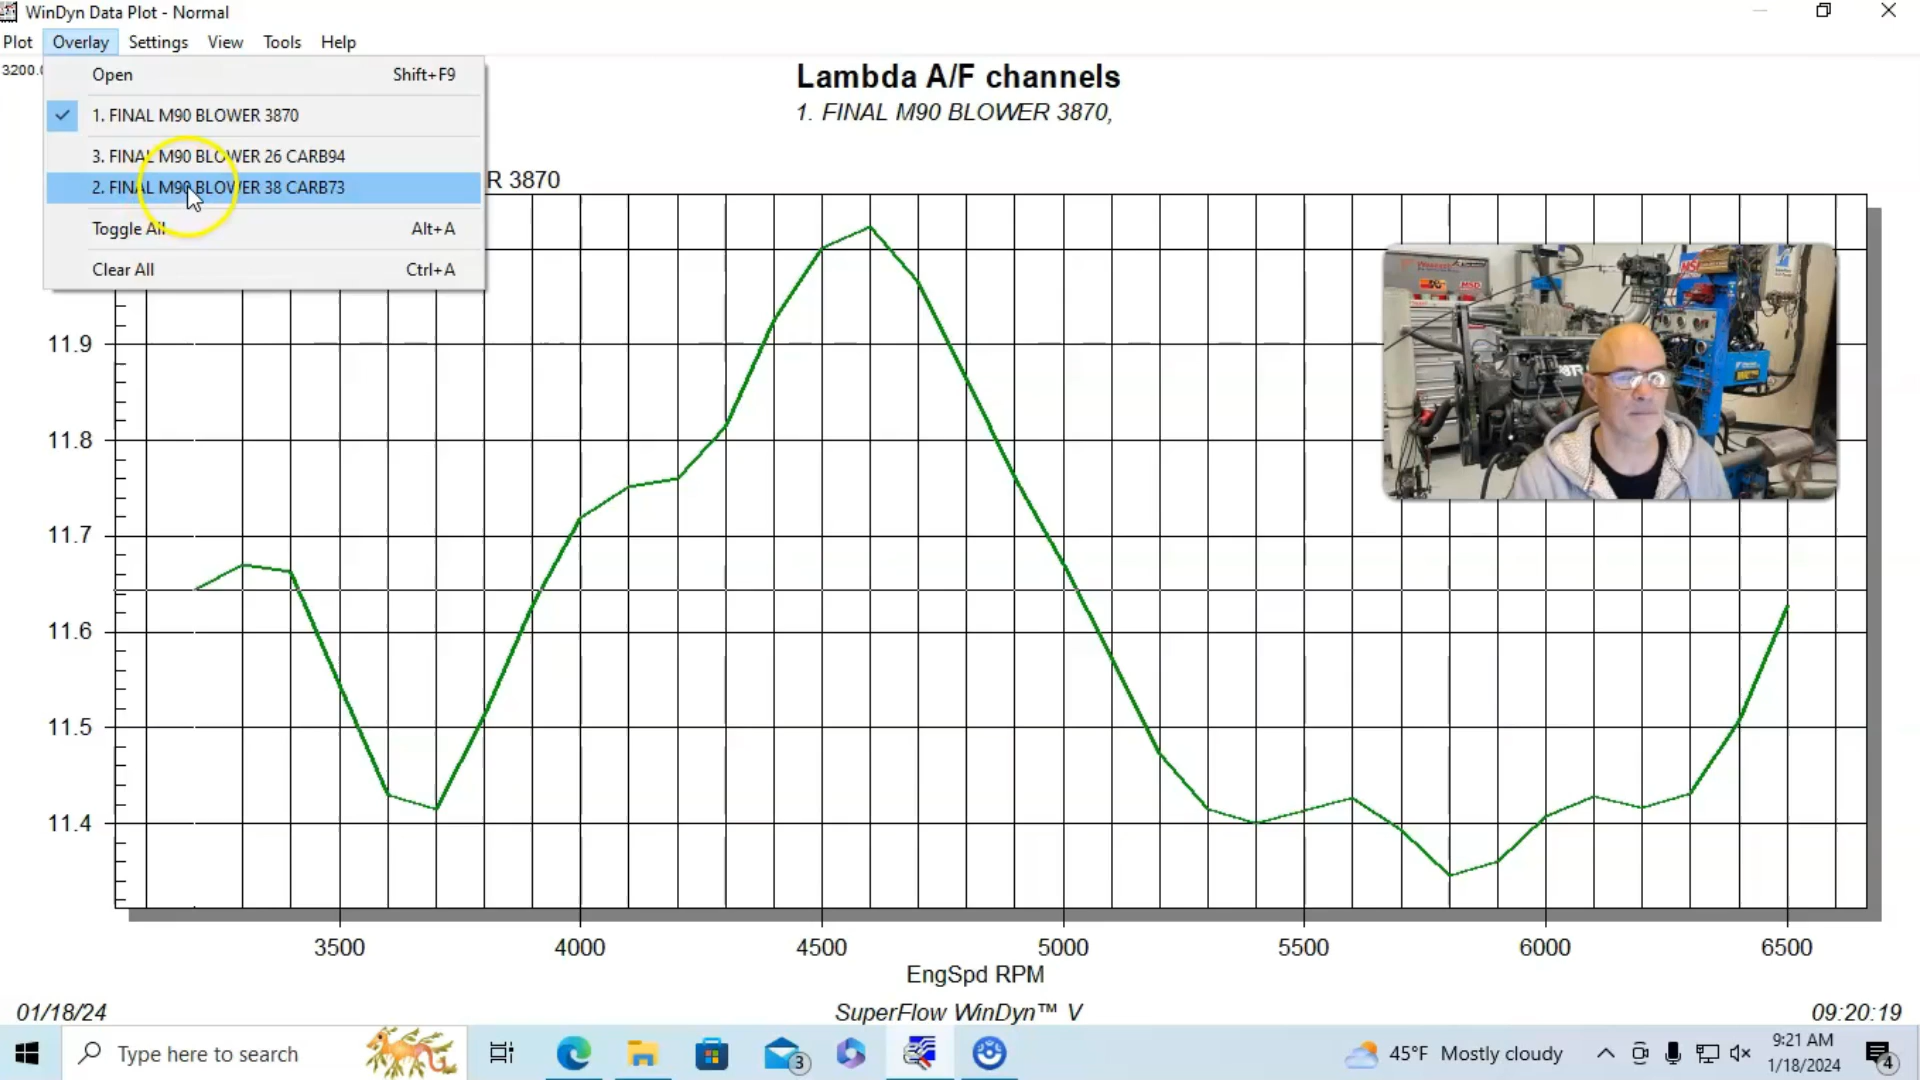 WinDyn Data Plot - Normal
Plot Overlay Settings View Tools Help
3200.
Open Shift+F9
1. FINAL M90 BLOWER 3870
3. FINAL M90 BLOWER 26 CARB94
2. FINAL M90 BLOWER 38 CARB73
Toggle All Alt+A
Clear All Ctrl+A
Lambda A/F channels
1. FINAL M90 BLOWER 3870,
R 3870
11.9
11.8
11.7
11.6
11.5
11.4
3500 4000 4500 5000 5500 6000 6500
EngSpd RPM
K&N
MSD
MSD
01/18/24 SuperFlow WinDyn™ V 09:20:19
Type here to search
3
45°F Mostly cloudy
9:21 AM
1/18/2024
4